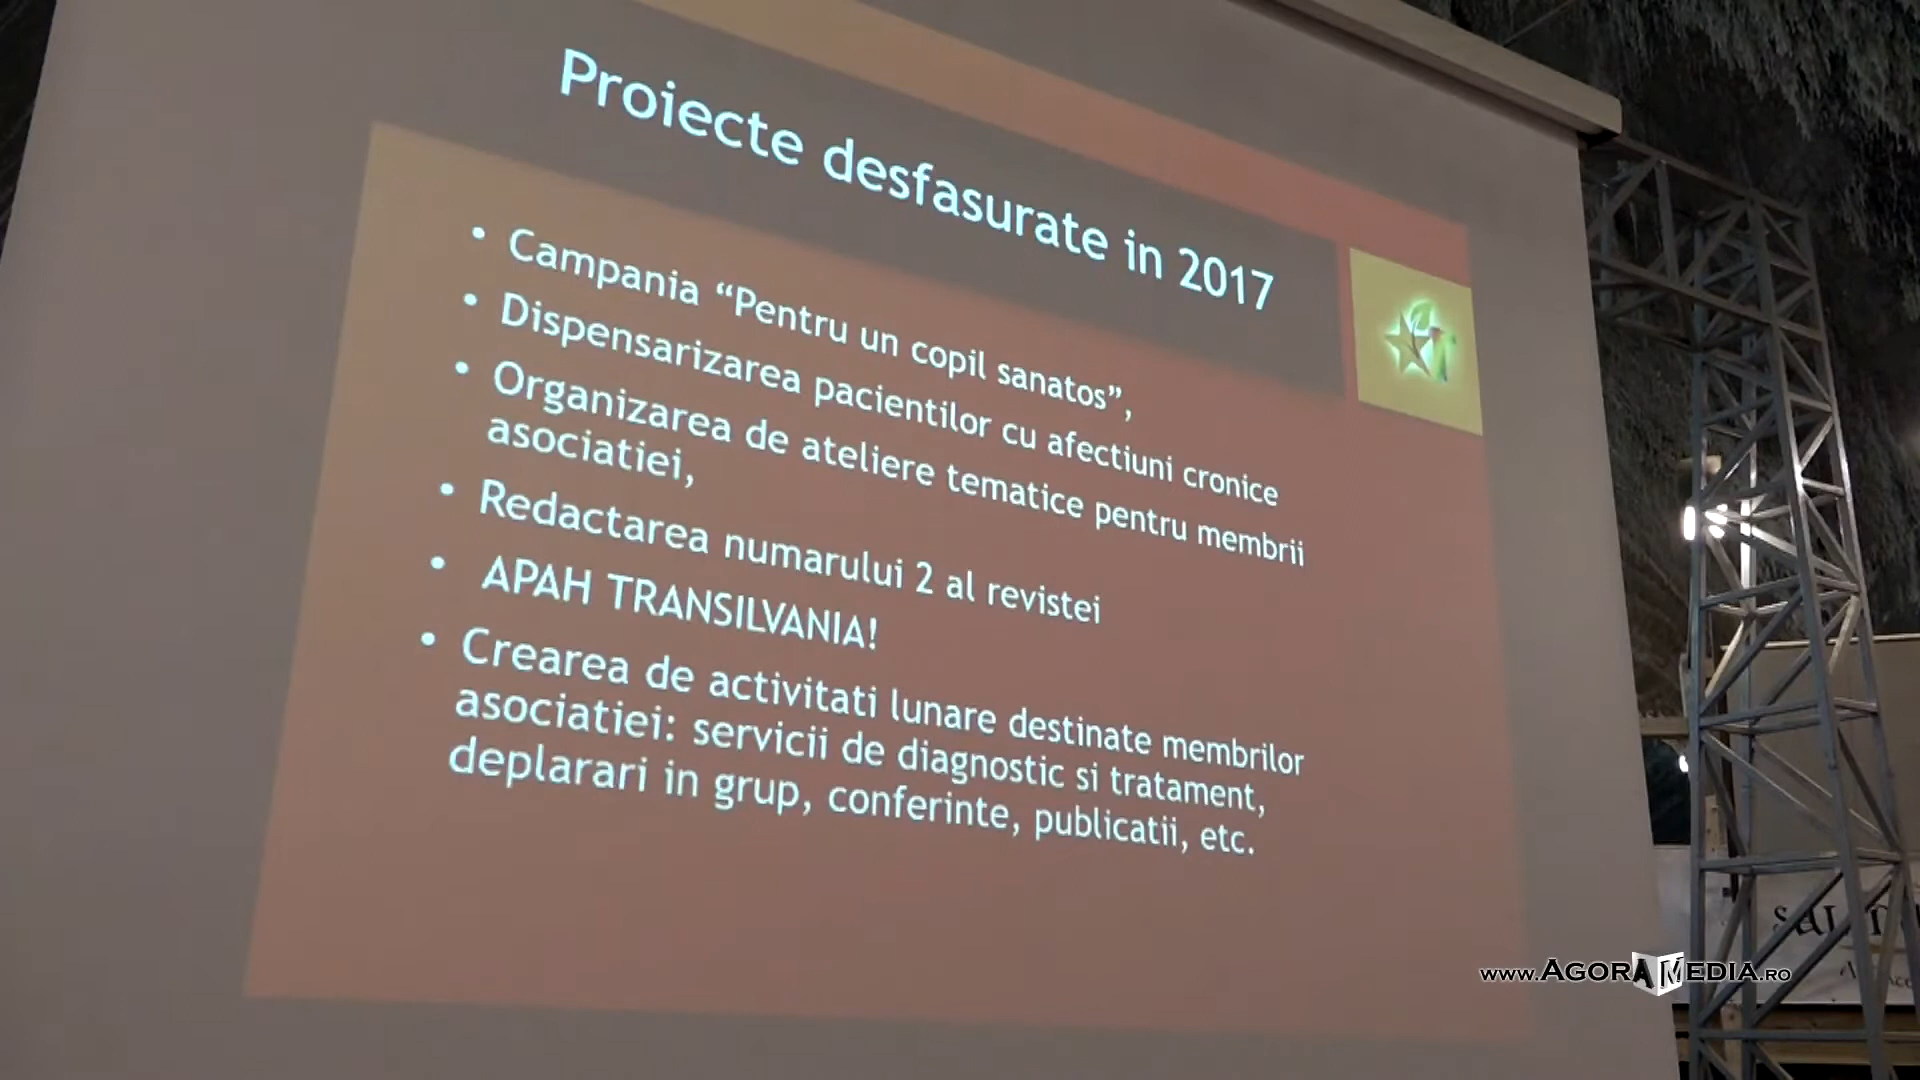 Proiecte desfasurate in 2017
• Campania “Pentru un copil sanatos”,
• Dispensarizarea pacientilor cu afectiuni cronice
• Organizarea de ateliere tematice pentru membrii
asociatiei,
• Redactarea numarului 2 al revistei
• APAH TRANSILVANIA!
• Crearea de activitati lunare destinate membrilor
asociatiei: servicii de diagnostic si tratament,
deplarari in grup, conferinte, publicatii, etc.
www.AGORAMEDIA.RO